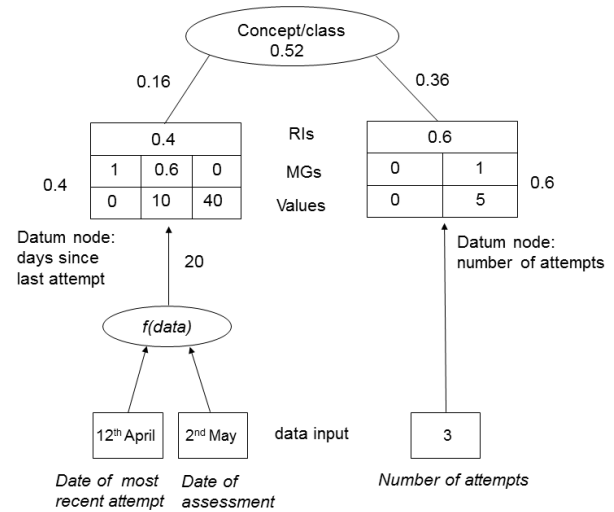 Concept/class
0.52
0.16
0.36
0.4
RIs
0.6
1 0.6 0
MGs
0 1
0.4
0.6
0 10 40
Values
0 5
Datum node:
days since
last attempt
20
Datum node:
number of attempts
f(data)
12th April
2nd May
data input
3
Date of most
recent attempt
Date of
assessment
Number of attempts